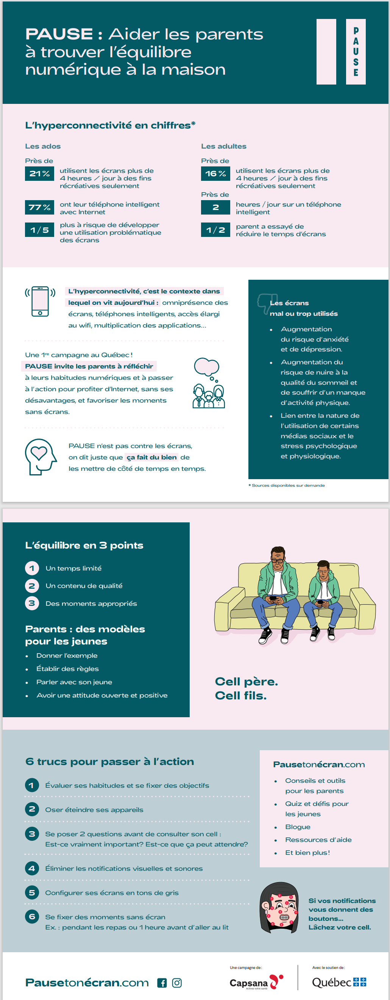 PAUSE : Aider les parents
à trouver l'équilibre
numérique à la maison
PAUSE
L'hyperconnectivité en chiffres*
Les ados
Près de
21 %
utilisent les écrans plus de
4 heures / jour à des fins
récréatives seulement
77 %
ont leur téléphone intelligent
avec Internet
1 / 5
plus à risque de développer
une utilisation problématique
des écrans
Les adultes
Près de
16 %
utilisent les écrans plus de
4 heures / jour à des fins
récréatives seulement
Près de
2
heures / jour sur un téléphone
intelligent
1 / 2
parent a essayé de
réduire le temps d'écrans
L'hyperconnectivité, c'est le contexte dans
lequel on vit aujourd'hui : omniprésence des
écrans, téléphones intelligents, accès élargi
au wifi, multiplication des applications...
Une 1re campagne au Québec !
PAUSE invite les parents à réfléchir
à leurs habitudes numériques et à passer
à l'action pour profiter d'Internet, sans ses
désavantages, et favoriser les moments
sans écrans.
PAUSE n'est pas contre les écrans,
on dit juste que ça fait du bien de
les mettre de côté de temps en temps.
Les écrans
mal ou trop utilisés
• Augmentation
du risque d'anxiété
et de dépression.
• Augmentation du
risque de nuire à la
qualité du sommeil et
de souffrir d'un manque
d'activité physique.
• Lien entre la nature de
l'utilisation de certains
médias sociaux et le
stress psychologique
et physiologique.
* Sources disponibles sur demande
L'équilibre en 3 points
1 Un temps limité
2 Un contenu de qualité
3 Des moments appropriés
Parents : des modèles
pour les jeunes
• Donner l'exemple
• Établir des règles
• Parler avec son jeune
• Avoir une attitude ouverte et positive
Cell père.
Cell fils.
6 trucs pour passer à l'action
1 Évaluer ses habitudes et se fixer des objectifs
2 Oser éteindre ses appareils
3 Se poser 2 questions avant de consulter son cell :
Est-ce vraiment important? Est-ce que ça peut attendre?
4 Éliminer les notifications visuelles et sonores
5 Configurer ses écrans en tons de gris
6 Se fixer des moments sans écran
Ex. : pendant les repas ou 1 heure avant d'aller au lit
Pausetonécran.com
• Conseils et outils
pour les parents
• Quiz et défis pour
les jeunes
• Blogue
• Ressources d'aide
• Et bien plus!
Si vos notifications
vous donnent des
boutons...
Lâchez votre cell.
Pausetonécran.com
Une campagne de :
Capsana
Activez votre santé
Avec le soutien de :
Québec